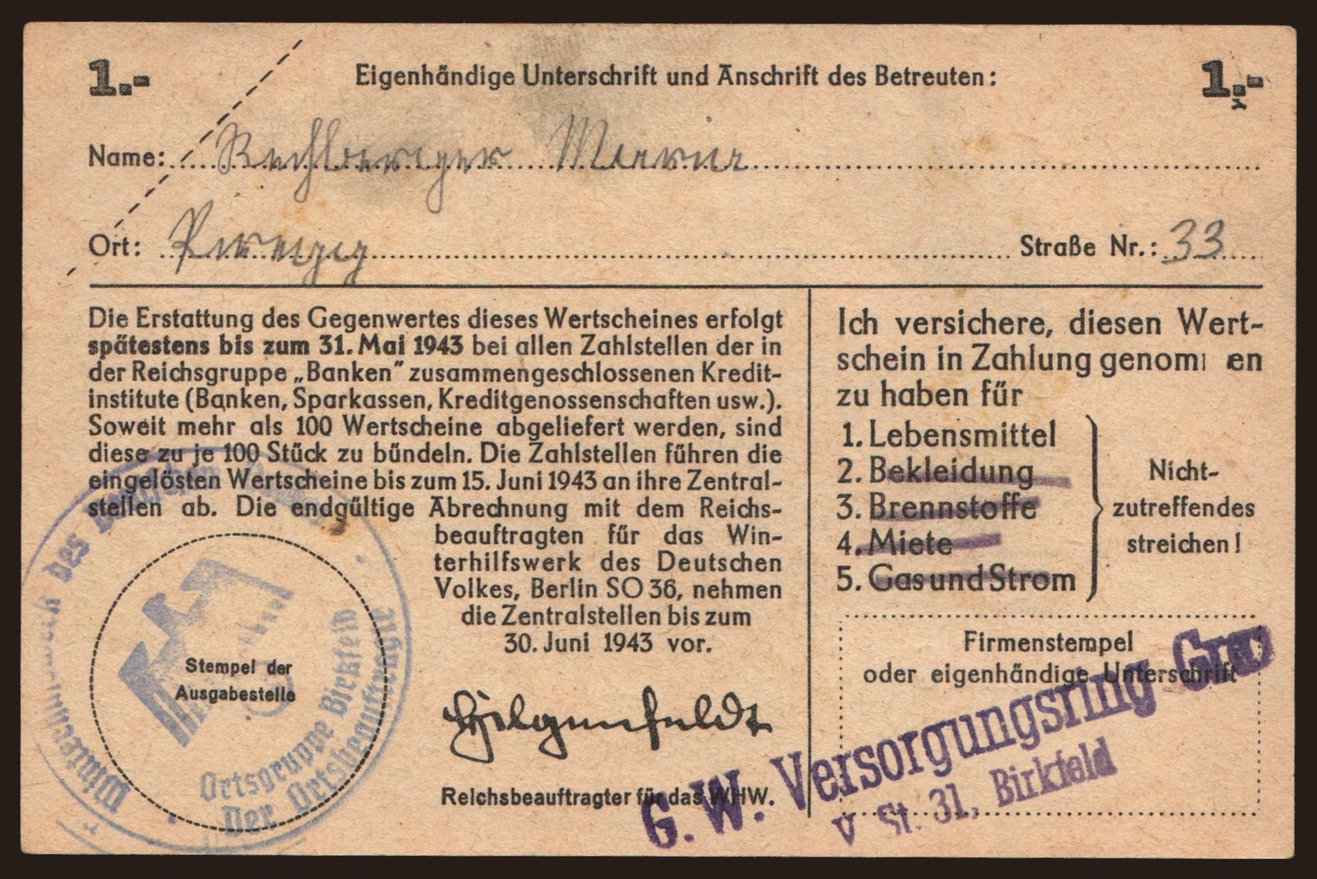 1.-
Eigenhändige Unterschrift und Anschrift des Betreuten:
1.-
Name: Rechberger Maria
Ort:
Straße Nr.: 33
Die Erstattung des Gegenwertes dieses Wertscheines erfolgt
spätestens bis zum 31. Mai 1943 bei allen Zahlstellen der in
der Reichsgruppe „Banken" zusammengeschlossenen Kredit-
institute (Banken, Sparkassen, Kreditgenossenschaften usw.).
Soweit mehr als 100 Wertscheine abgeliefert werden, sind
diese zu je 100 Stück zu bündeln. Die Zahlstellen führen die
eingelösten Wertscheine bis zum 15. Juni 1943 an ihre Zentral-
stellen ab. Die endgültige Abrechnung mit dem Reichs-
beauftragten für das Win-
terhilfswerk des Deutschen
Volkes, Berlin SO 36, nehmen
die Zentralstellen bis zum
30. Juni 1943 vor.
Hilgenfeldt
Reichsbeauftragter für das WHW.
Stempel der
Ausgabestelle
Winterhilfswerk des Deutschen
Ortsgruppe Birkfeld
Der Ortsbeauftragte
Ich versichere, diesen Wert-
schein in Zahlung genom en
zu haben für
1. Lebensmittel
2. Bekleidung
3. Brennstoffe
4. Miete
5. Gas und Strom
Nicht-
zutreffendes
streichen!
Firmenstempel
oder eigenhändige Unterschrift
G. W. Versorgungsring Graz
V St. 31, Birkfeld